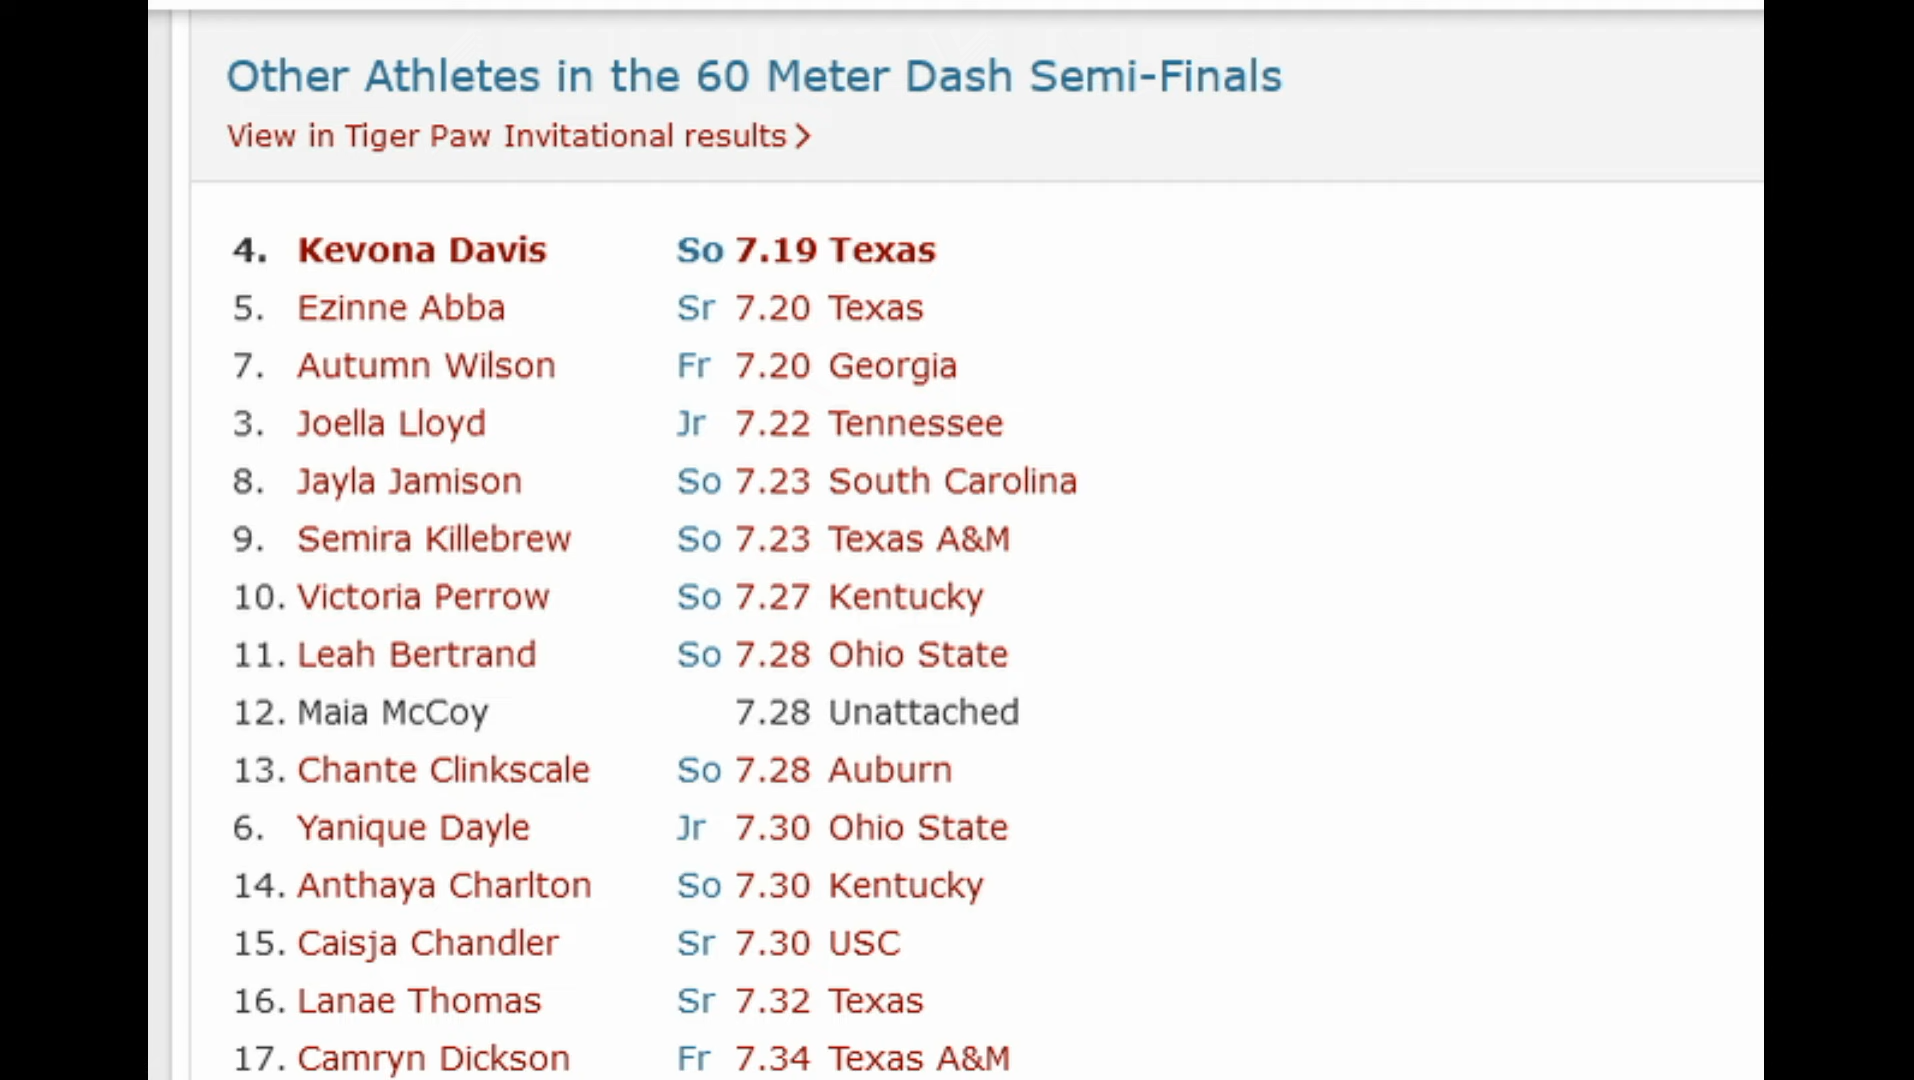 Other Athletes in the 60 Meter Dash Semi-Finals
View in Tiger Paw Invitational results >
4. Kevona Davis So 7.19 Texas
5. Ezinne Abba Sr 7.20 Texas
7. Autumn Wilson Fr 7.20 Georgia
3. Joella Lloyd Jr 7.22 Tennessee
8. Jayla Jamison So 7.23 South Carolina
9. Semira Killebrew So 7.23 Texas A&M
10. Victoria Perrow So 7.27 Kentucky
11. Leah Bertrand So 7.28 Ohio State
12. Maia McCoy 7.28 Unattached
13. Chante Clinkscale So 7.28 Auburn
6. Yanique Dayle Jr 7.30 Ohio State
14. Anthaya Charlton So 7.30 Kentucky
15. Caisja Chandler Sr 7.30 USC
16. Lanae Thomas Sr 7.32 Texas
17. Camryn Dickson Fr 7.34 Texas A&M